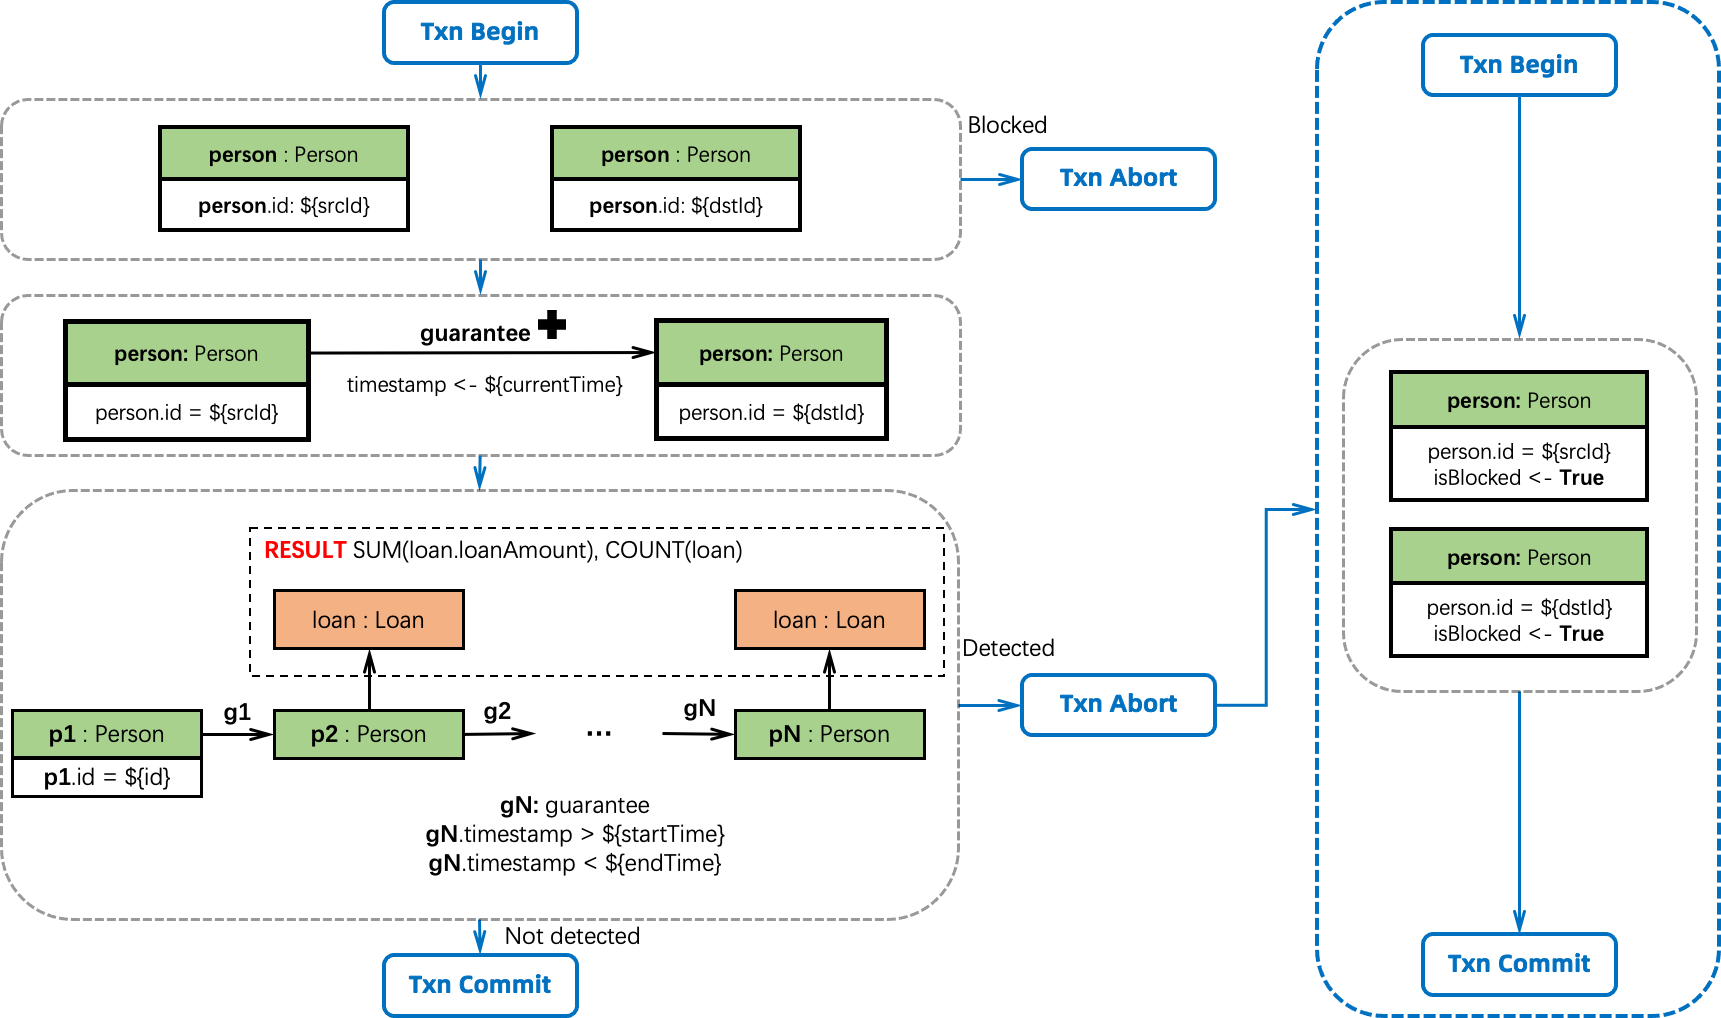 Txn Begin
person : Person
person.id: ${srcId}
person : Person
person.id: ${dstId}
Blocked
Txn Abort
person: Person
person.id = ${srcId}
guarantee
timestamp <- ${currentTime}
person: Person
person.id = ${dstId}
RESULT SUM(loan.loanAmount), COUNT(loan)
loan : Loan
loan : Loan
p1 : Person
p1.id = ${id}
g1
p2 : Person
g2
...
gN
pN : Person
gN: guarantee
gN.timestamp > ${startTime}
gN.timestamp < ${endTime}
Detected
Txn Abort
Not detected
Txn Commit
Txn Begin
person: Person
person.id = ${srcId}
isBlocked <- True
person: Person
person.id = ${dstId}
isBlocked <- True
Txn Commit